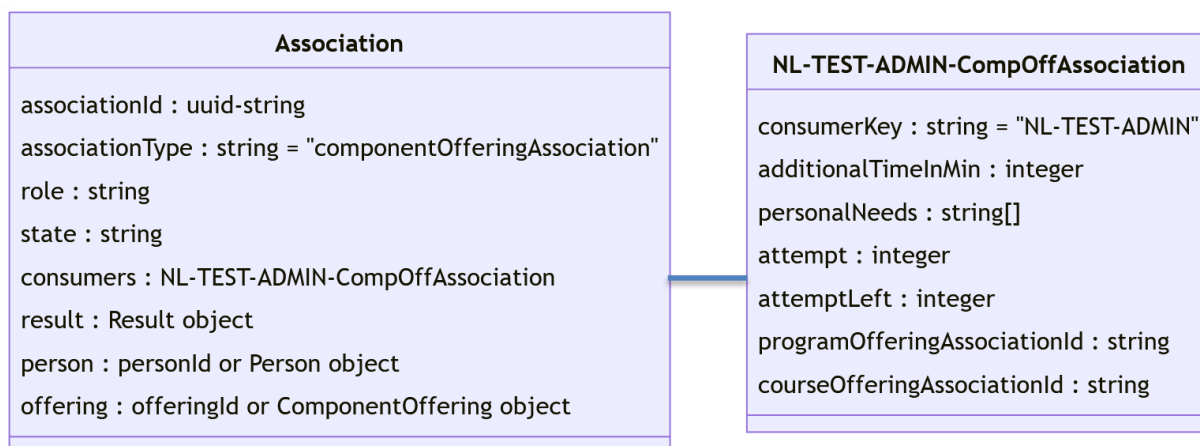 Association
associationId : uuid-string
associationType : string = "componentOfferingAssociation"
role : string
state : string
consumers : NL-TEST-ADMIN-CompOffAssociation
result : Result object
person : personId or Person object
offering : offeringId or ComponentOffering object
NL-TEST-ADMIN-CompOffAssociation
consumerKey : string = "NL-TEST-ADMIN"
additionalTimeInMin : integer
personalNeeds : string[]
attempt : integer
attemptLeft : integer
programOfferingAssociationId : string
courseOfferingAssociationId : string